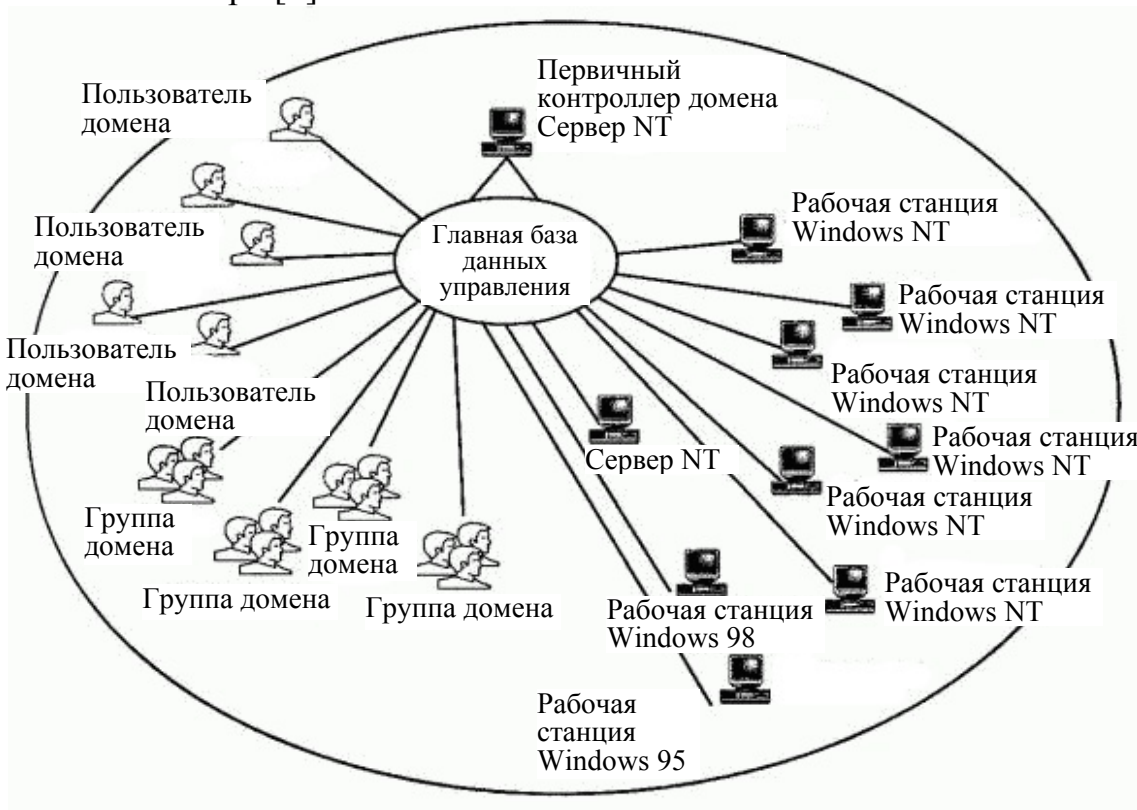 Первичный
контроллер домена
Сервер NT
Пользователь
домена
Рабочая станция
Windows NT
Пользователь
домена
Главная база
данных
управления
Рабочая станция
Windows NT
Пользователь
домена
Рабочая станция
Windows NT
Пользователь
домена
Рабочая станция
Windows NT
Сервер NT
Рабочая станция
Windows NT
Группа
домена
Группа
домена
Группа домена
Группа домена
Рабочая станция
Windows NT
Рабочая станция
Windows 98
Рабочая
станция
Windows 95